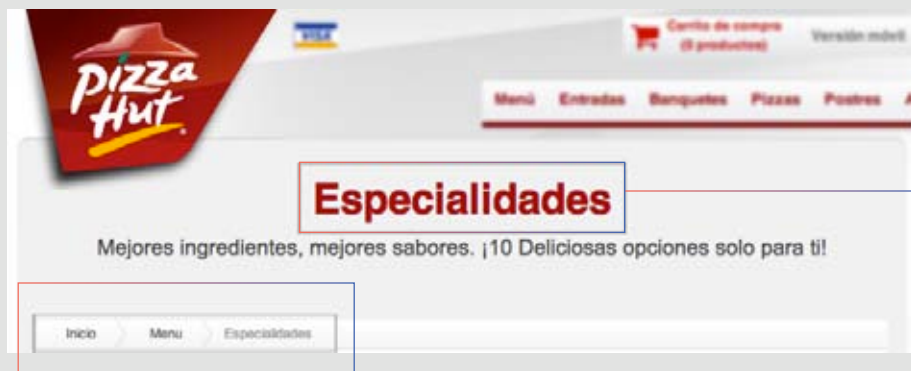 Pizza Hut
VISA
Carrito de compra
(0 productos)
Versión móvil
Menú Entradas Banquetes Pizzas Postres A
Especialidades
Mejores ingredientes, mejores sabores. ¡10 Deliciosas opciones solo para ti!
Inicio Menu Especialidades